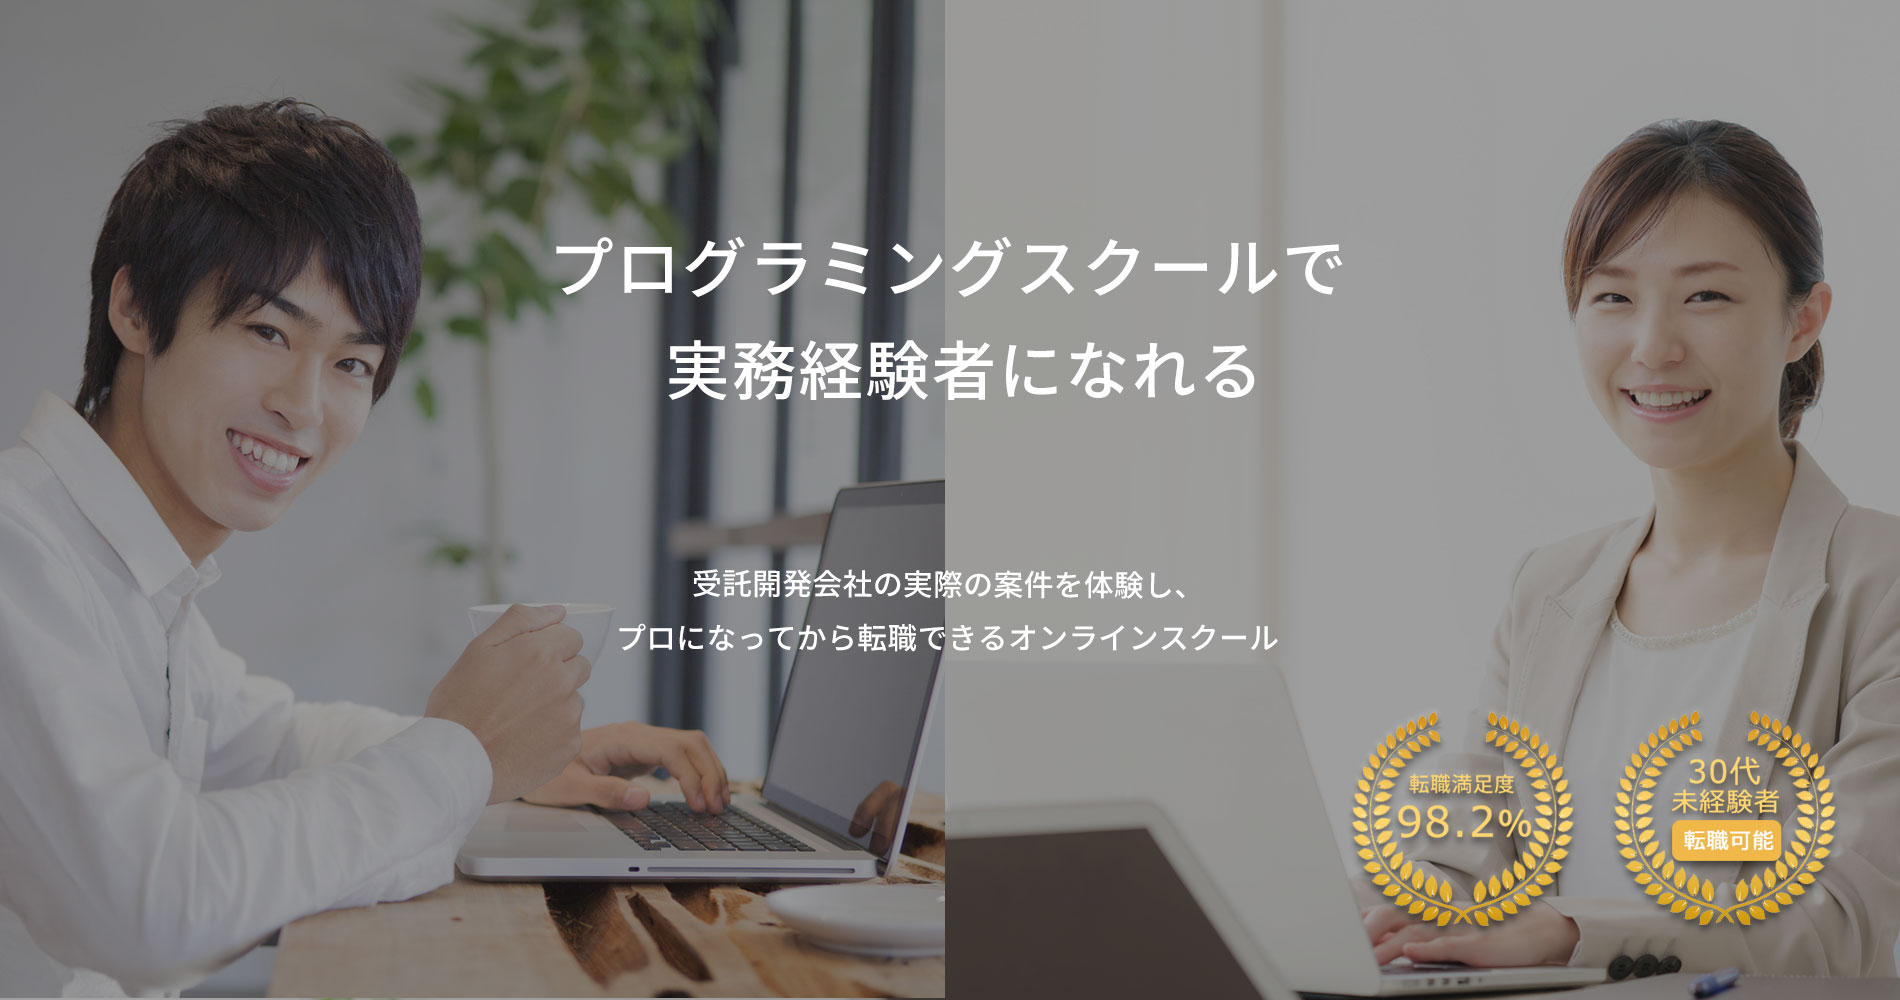 プログラミングスクールで
実務経験者になれる
受託開発会社の実際の案件を体験し、
プロになってから転職できるオンラインスクール
転職満足度
98.2%
30代
未経験者
転職可能